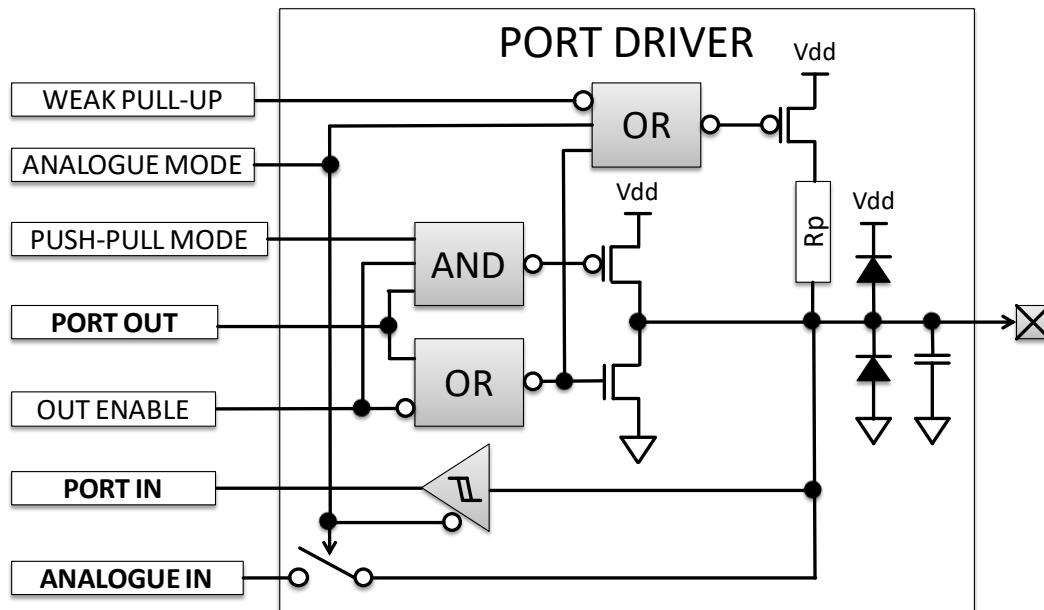 PORT DRIVER
WEAK PULL-UP
ANALOGUE MODE
PUSH-PULL MODE
PORT OUT
OUT ENABLE
PORT IN
ANALOGUE IN
OR
AND
OR
Vdd
Vdd
Vdd
Rp